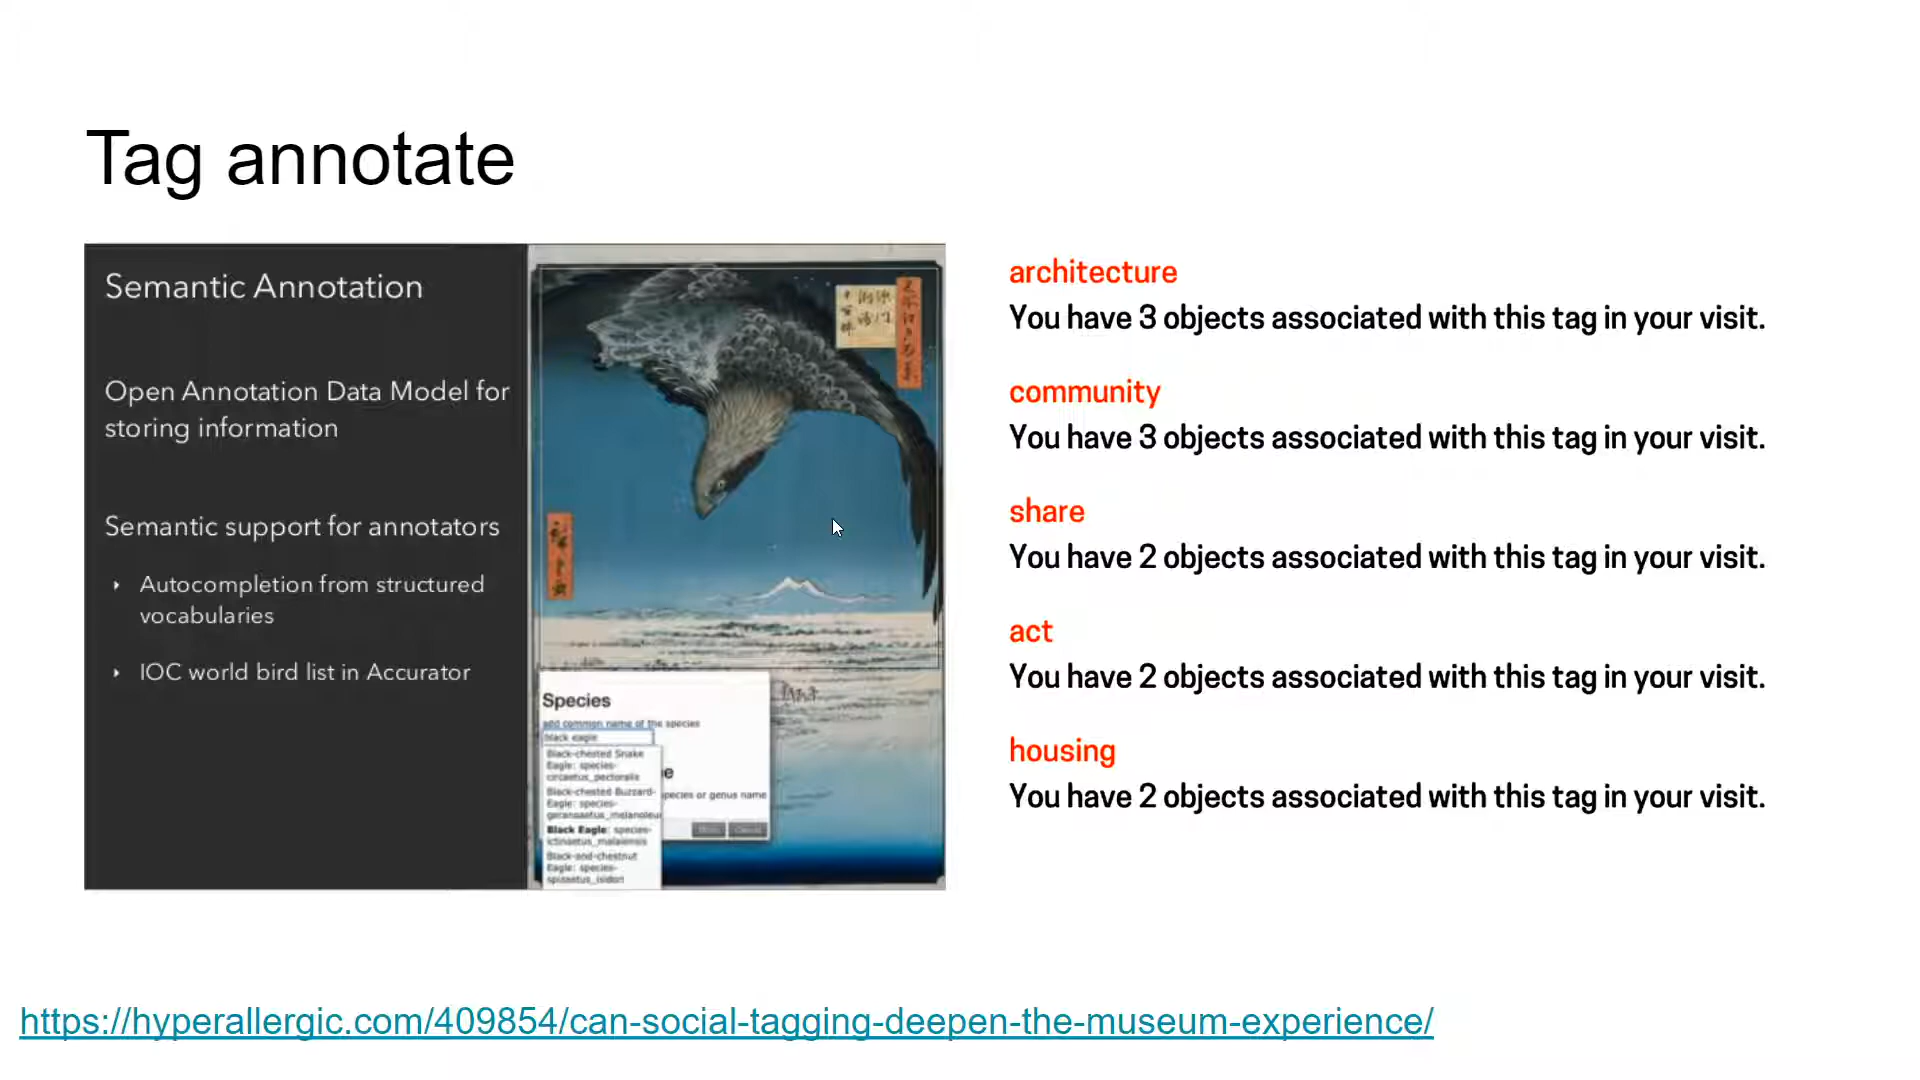 Tag annotate
Semantic Annotation
Open Annotation Data Model for
storing information
Semantic support for annotators
Autocompletion from structured
vocabularies
IOC world bird list in Accurator
Species
add common name of the species
black eagle
Black-chested Snake
Eagle: species-
circaetus_pectoralis
Black-chested Buzzard-
Eagle: species-
geranoaetus_melanoleu
Black Eagle: species-
ictinaetus_malaiensis
Black-and-chestnut
Eagle: species-
spizaetus_isidori
species or genus name
architecture
You have 3 objects associated with this tag in your visit.
community
You have 3 objects associated with this tag in your visit.
share
You have 2 objects associated with this tag in your visit.
act
You have 2 objects associated with this tag in your visit.
housing
You have 2 objects associated with this tag in your visit.
https://hyperallergic.com/409854/can-social-tagging-deepen-the-museum-experience/